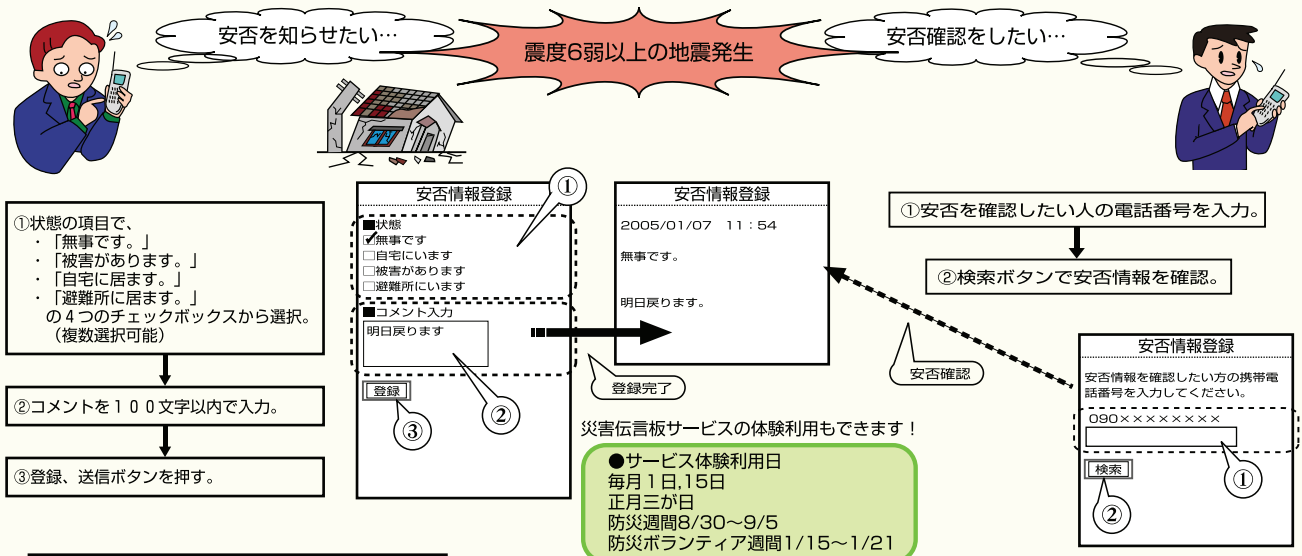 安否を知らせたい…
震度6弱以上の地震発生
安否確認をしたい…
①状態の項目で、
・「無事です。」
・「被害があります。」
・「自宅に居ます。」
・「避難所に居ます。」
の4つのチェックボックスから選択。
(複数選択可能)
②コメントを100文字以内で入力。
③登録、送信ボタンを押す。
安否情報登録
①
■状態
☑無事です
□自宅にいます
□被害があります
□避難所にいます
■コメント入力
明日戻ります
登録
②
③
安否情報登録
2005/01/07 11:54
無事です。
明日戻ります。
登録完了
安否確認
①安否を確認したい人の電話番号を入力。
②検索ボタンで安否情報を確認。
安否情報登録
安否情報を確認したい方の携帯電
話番号を入力してください。
090××××××××
検索
①
②
災害伝言板サービスの体験利用もできます!
●サービス体験利用日
毎月1日,15日
正月三が日
防災週間8/30〜9/5
防災ボランティア週間1/15〜1/21